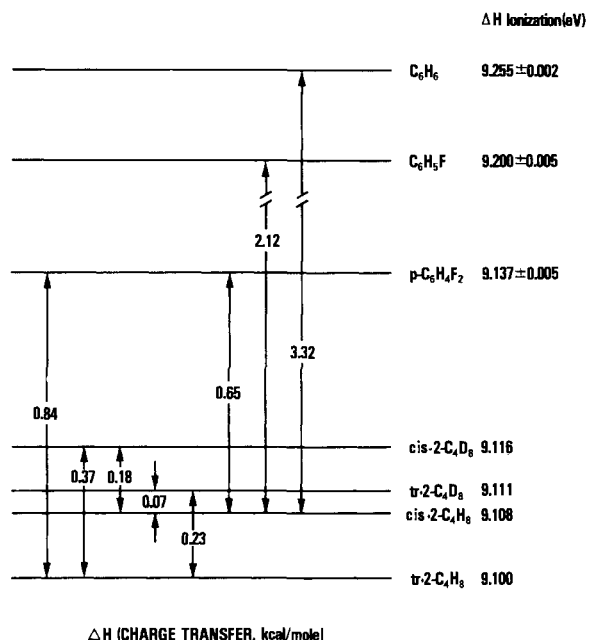 ΔH Ionization(eV)
C₆H₆ 9.255±0.002
C₆H₅F 9.200±0.005
2.12
p-C₆H₄F₂ 9.137±0.005
3.32
0.65
0.84
cis-2-C₄D₈ 9.116
0.37 0.18
tr-2-C₄D₈ 9.111
0.07
cis-2-C₄H₈ 9.108
0.23
tr-2-C₄H₈ 9.100
ΔH (CHARGE TRANSFER, kcal/mole)